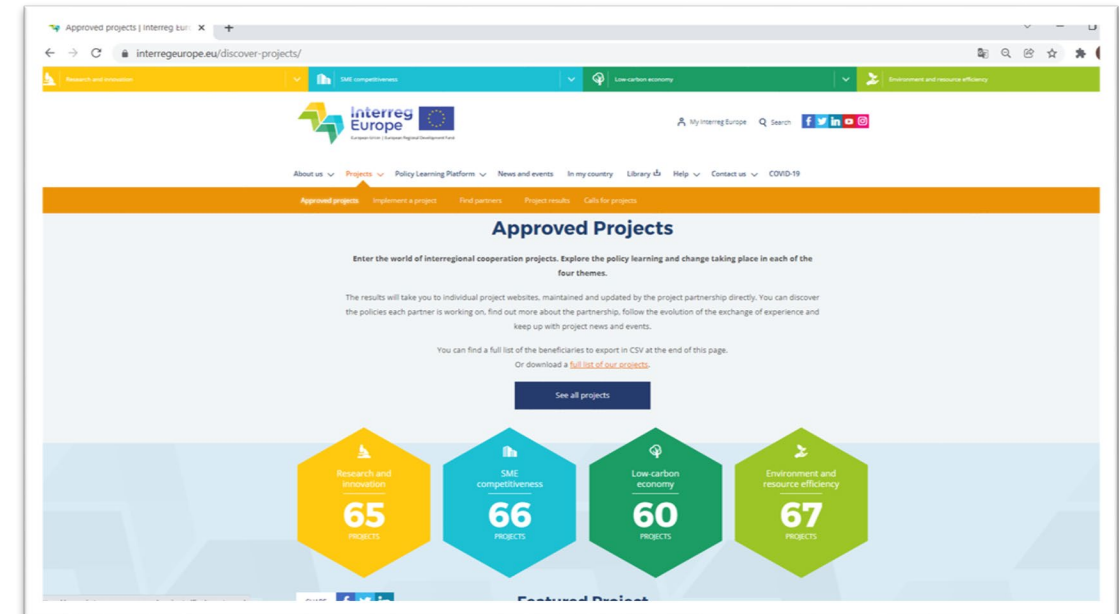 Approved projects | Interreg Eur
interregeurope.eu/discover-projects/
Research and innovation
SME competitiveness
Low-carbon economy
Environment and resource efficiency
Interreg
Europe
European Union | European Regional Development Fund
My Interreg Europe Search
About us Projects Policy Learning Platform News and events In my country Library Help Contact us COVID-19
Approved projects Implement a project Find partners Project results Calls for projects
Approved Projects
Enter the world of interregional cooperation projects. Explore the policy learning and change taking place in each of the
four themes.
The results will take you to individual project websites, maintained and updated by the project partnership directly. You can discover
the policies each partner is working on, find out more about the partnership, follow the evolution of the exchange of experience and
keep up with project news and events.
You can find a full list of the beneficiaries to export in CSV at the end of this page.
Or download a full list of our projects.
See all projects
Research and
innovation
65
PROJECTS
SME
competitiveness
66
PROJECTS
Low-carbon
economy
60
PROJECTS
Environment and
resource efficiency
67
PROJECTS
SHARE
Featured Project